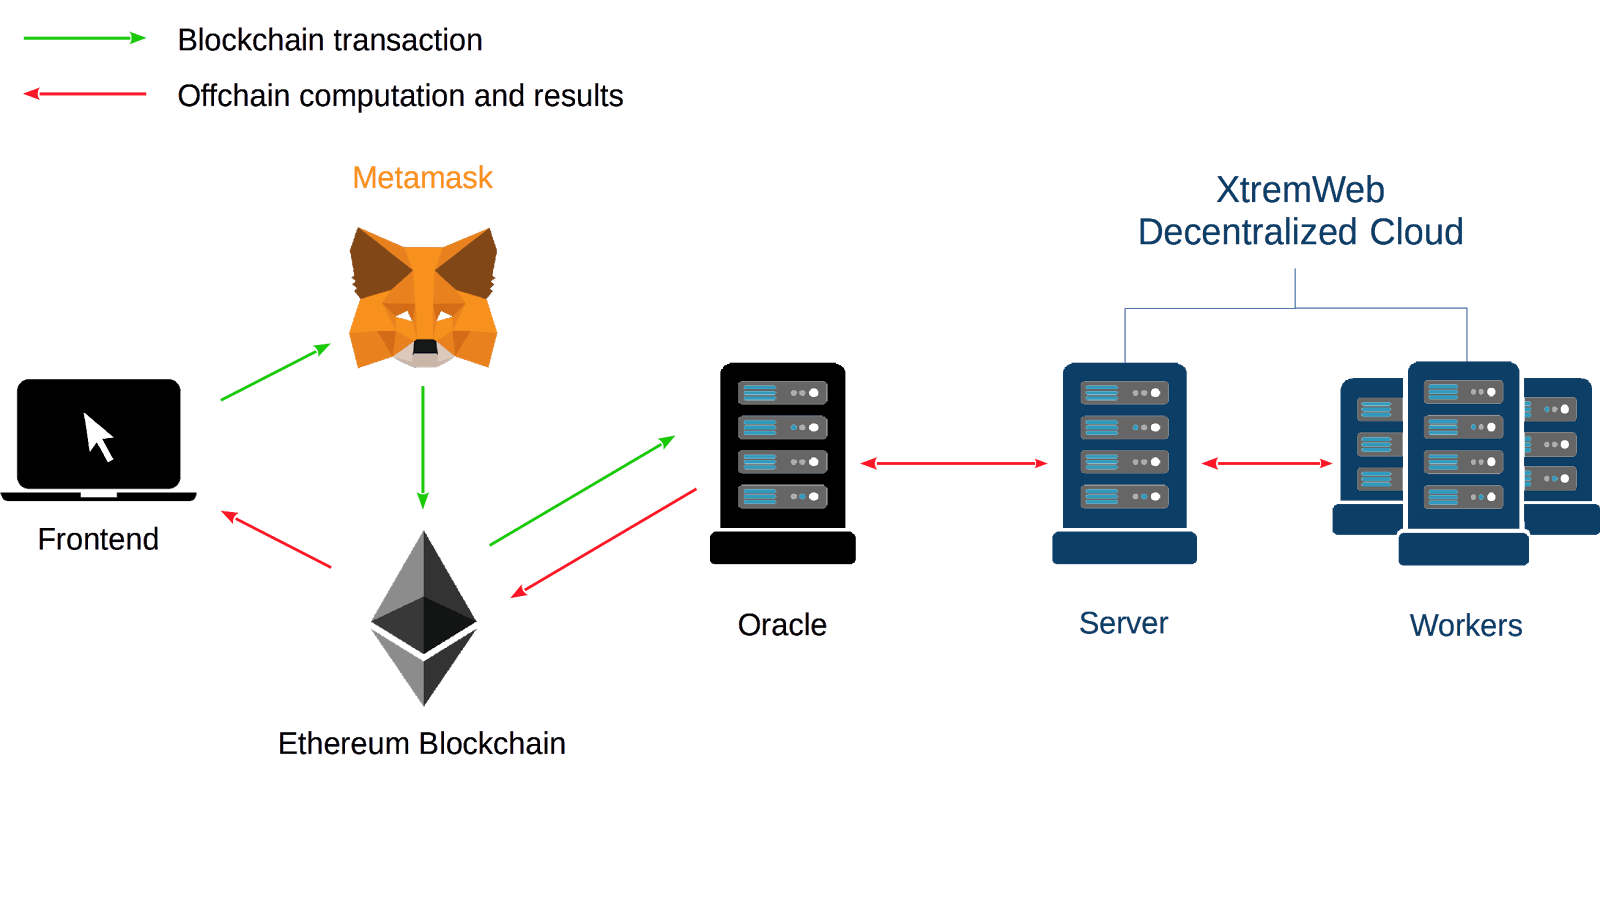 Blockchain transaction
Offchain computation and results
Metamask
XtremWeb
Decentralized Cloud
Frontend
Ethereum Blockchain
Oracle
Server
Workers